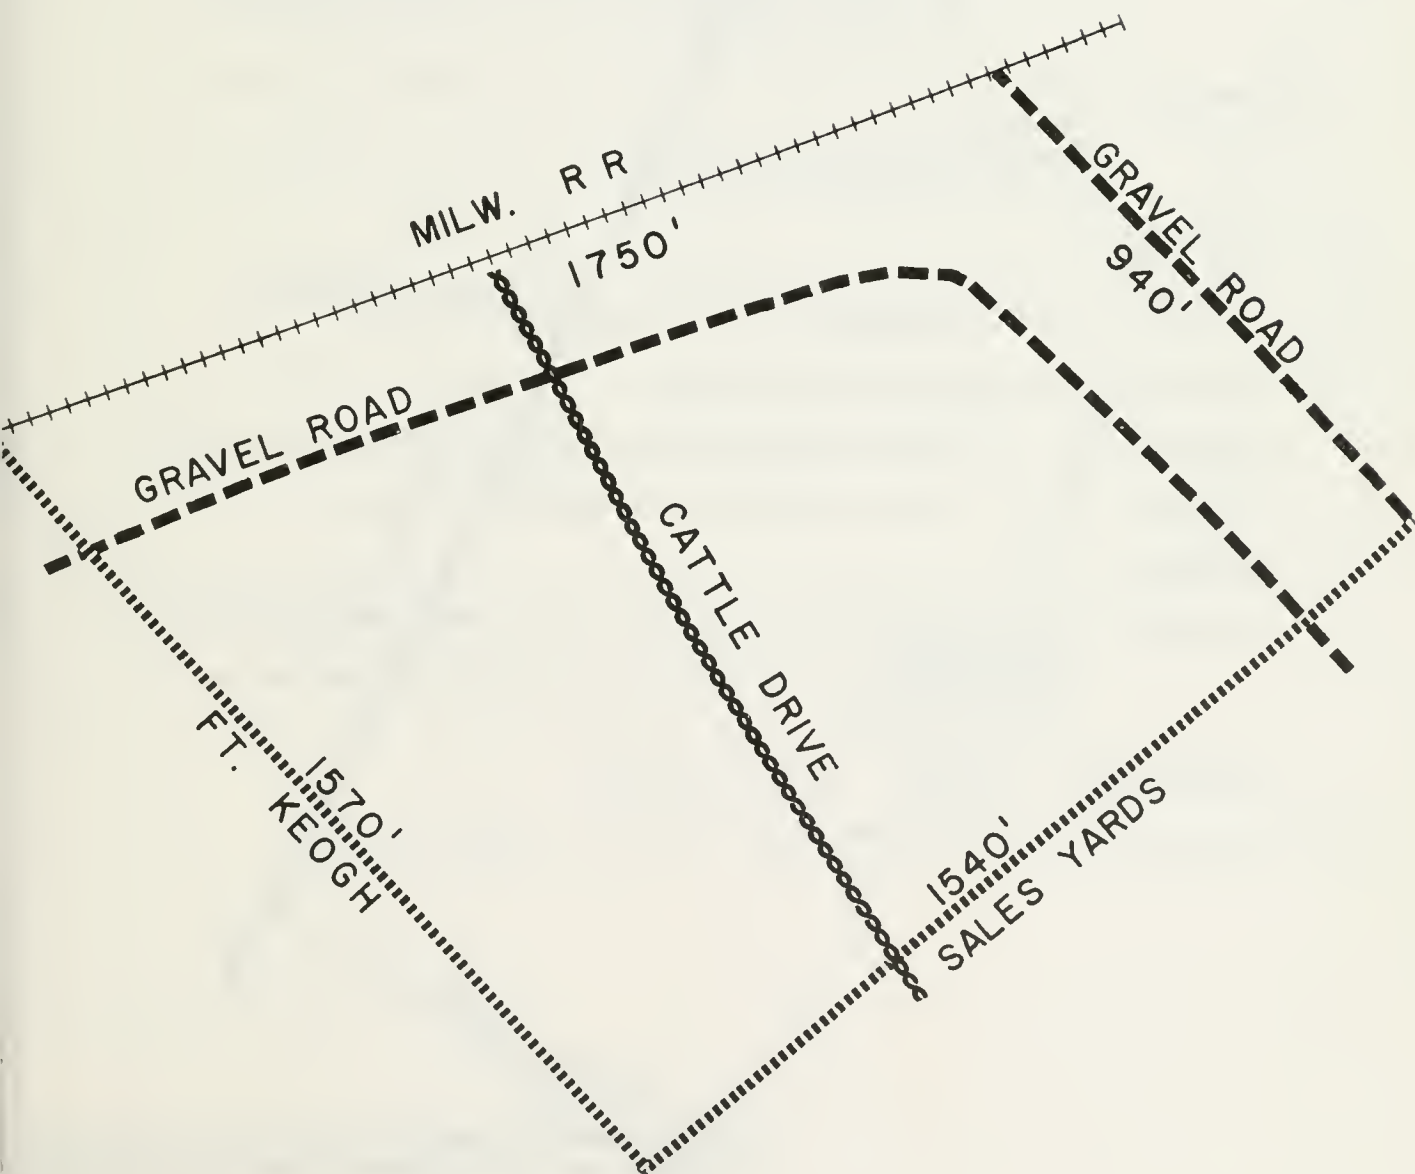 MILW. R R
1750'
GRAVEL ROAD
940'
GRAVEL ROAD
CATTLE DRIVE
FT. KEOGH
1570'
1540'
SALES YARDS